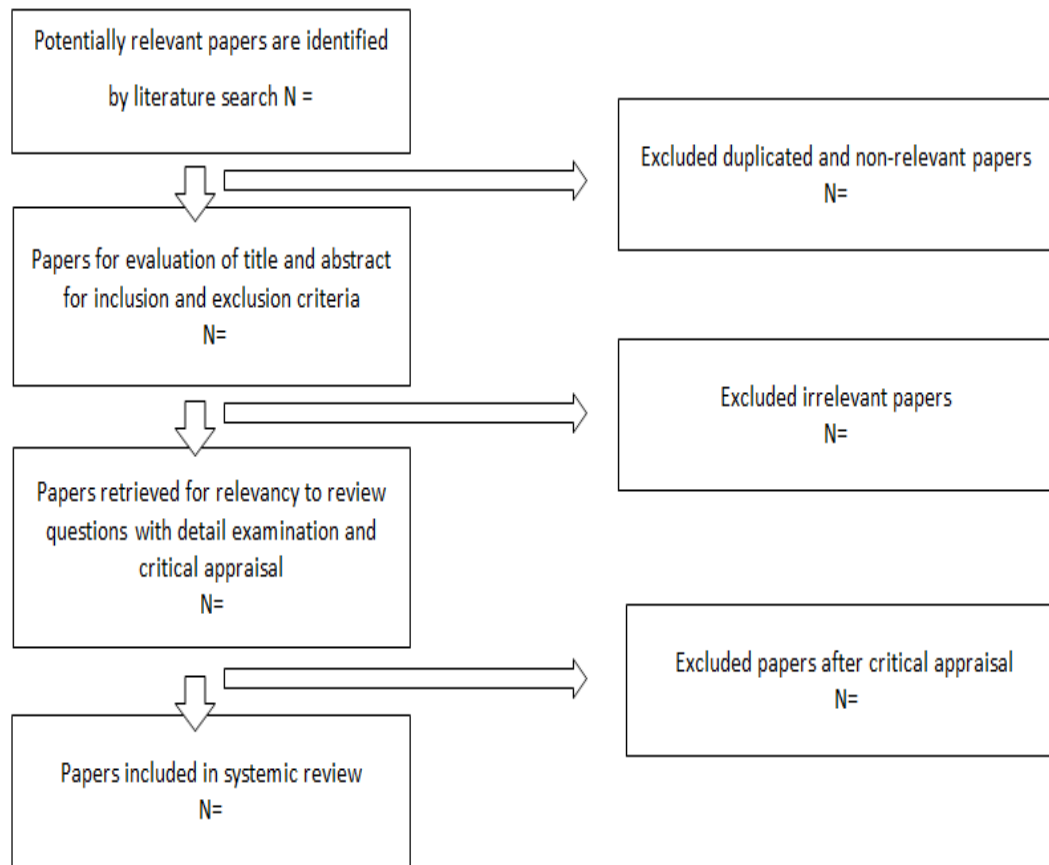 Potentially relevant papers are identified
by literature search N =
Excluded duplicated and non-relevant papers
N=
Papers for evaluation of title and abstract
for inclusion and exclusion criteria
N=
Excluded irrelevant papers
N=
Papers retrieved for relevancy to review
questions with detail examination and
critical appraisal
N=
Excluded papers after critical appraisal
N=
Papers included in systemic review
N=